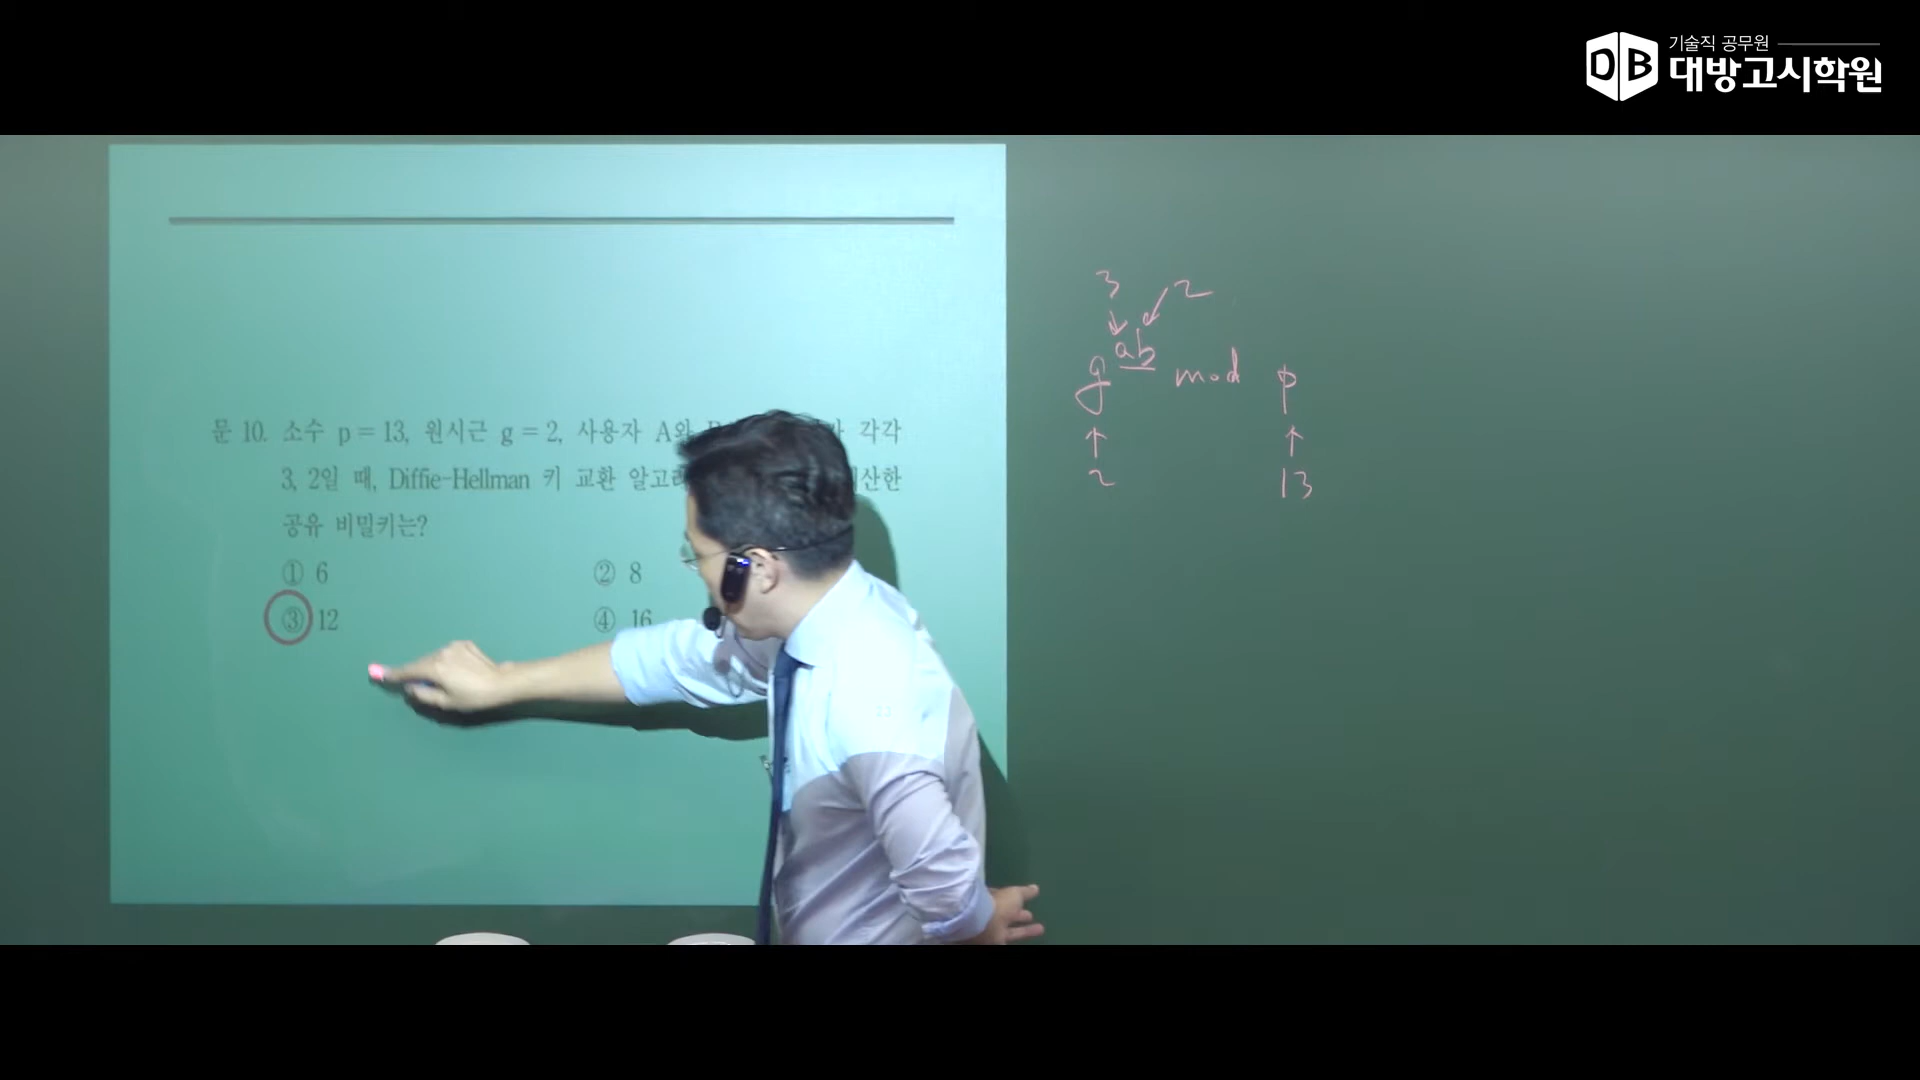 기술직 공무원
DB 대방고시학원
문 10. 소수 p = 13, 원시근 g = 2, 사용자 A와 각각
3, 2일 때, Diffie-Hellman 키 교환
공유 비밀키는?
① 6
② 8
③ 12
④ 16
3 2
g ab mod p
↑ ↑
2 13